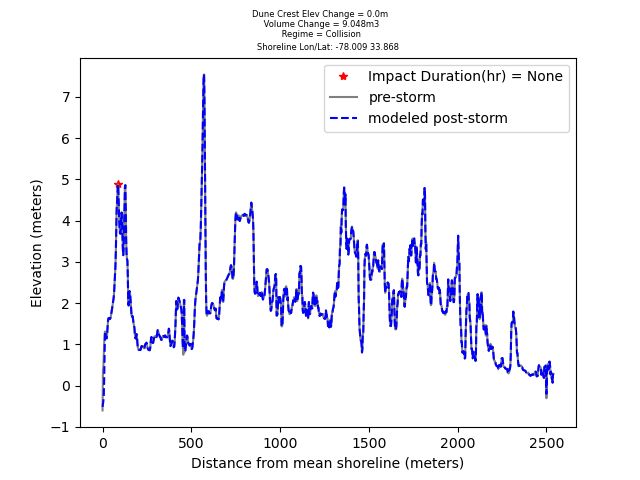 Dune Crest Elev Change = 0.0m
Volume Change = 9.048m3
Regime = Collision
Shoreline Lon/Lat: -78.009 33.868
Impact Duration(hr) = None
pre-storm
modeled post-storm
Elevation (meters)
7
6
5
4
3
2
1
0
−1
0 500 1000 1500 2000 2500
Distance from mean shoreline (meters)